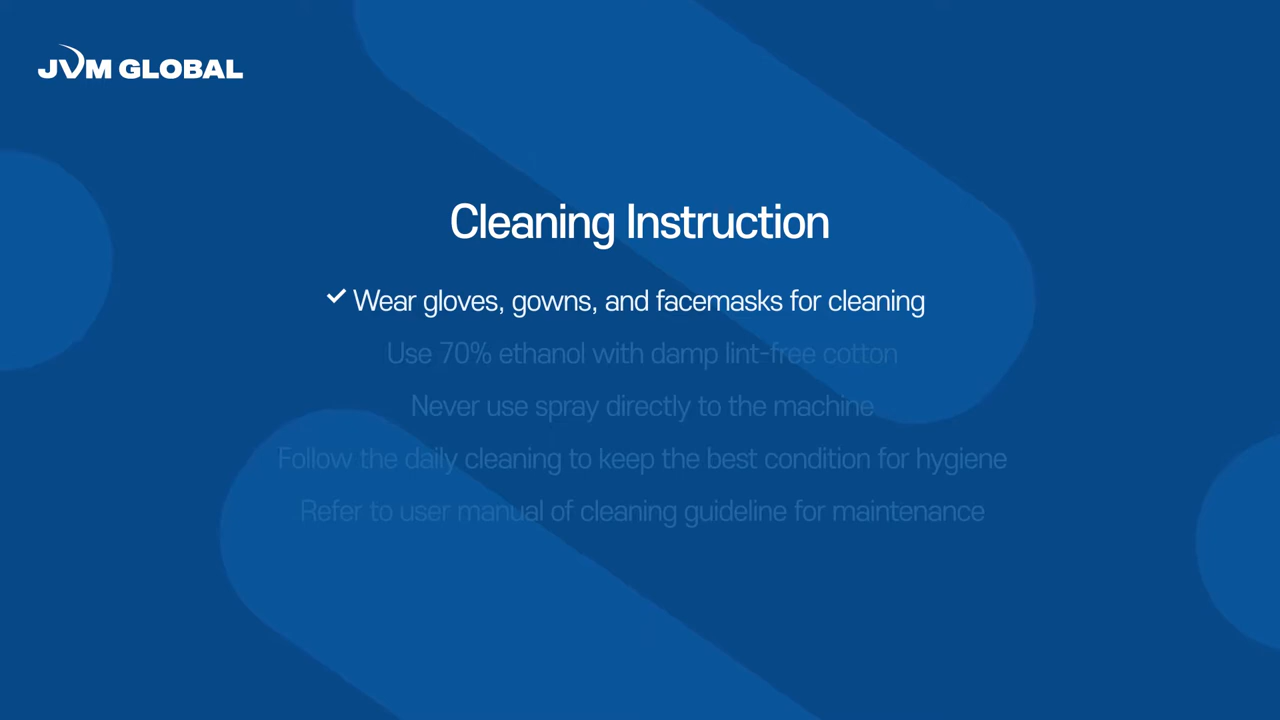 JVM GLOBAL
Cleaning Instruction
Wear gloves, gowns, and facemasks for cleaning
Use 70% ethanol with damp lint-free cotton
Never use spray directly to the machine
Follow the daily cleaning to keep the best condition for hygiene
Refer to user manual of cleaning guideline for maintenance